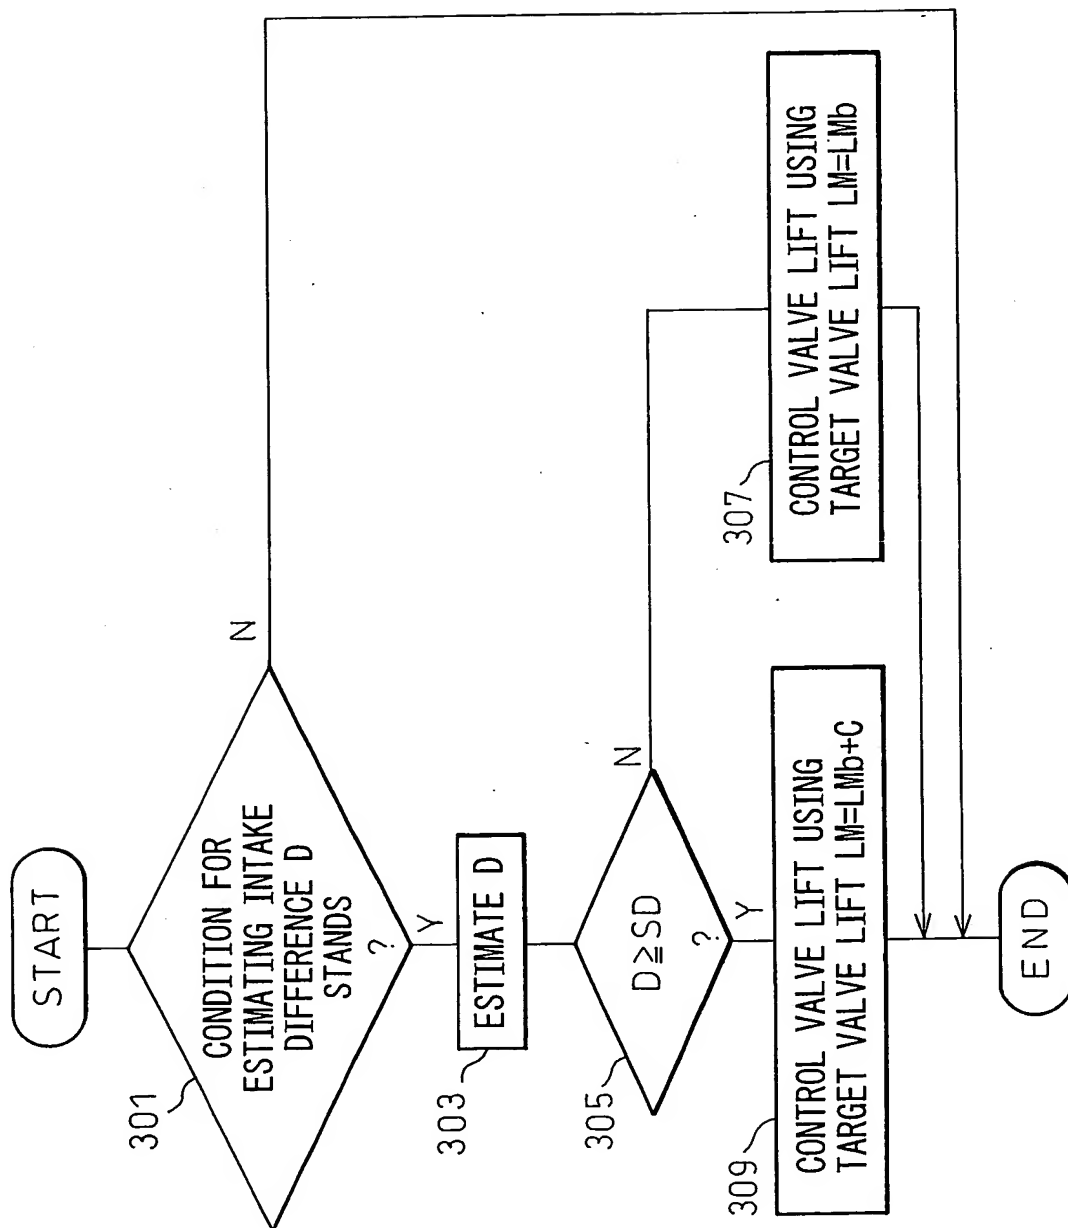 START
301
CONDITION FOR
ESTIMATING INTAKE
DIFFERENCE D
STANDS
?
N
Y
303
ESTIMATE D
305
D≧SD
?
N
Y
307
CONTROL VALVE LIFT USING
TARGET VALVE LIFT LM=LMb
309
CONTROL VALVE LIFT USING
TARGET VALVE LIFT LM=LMb+C
END